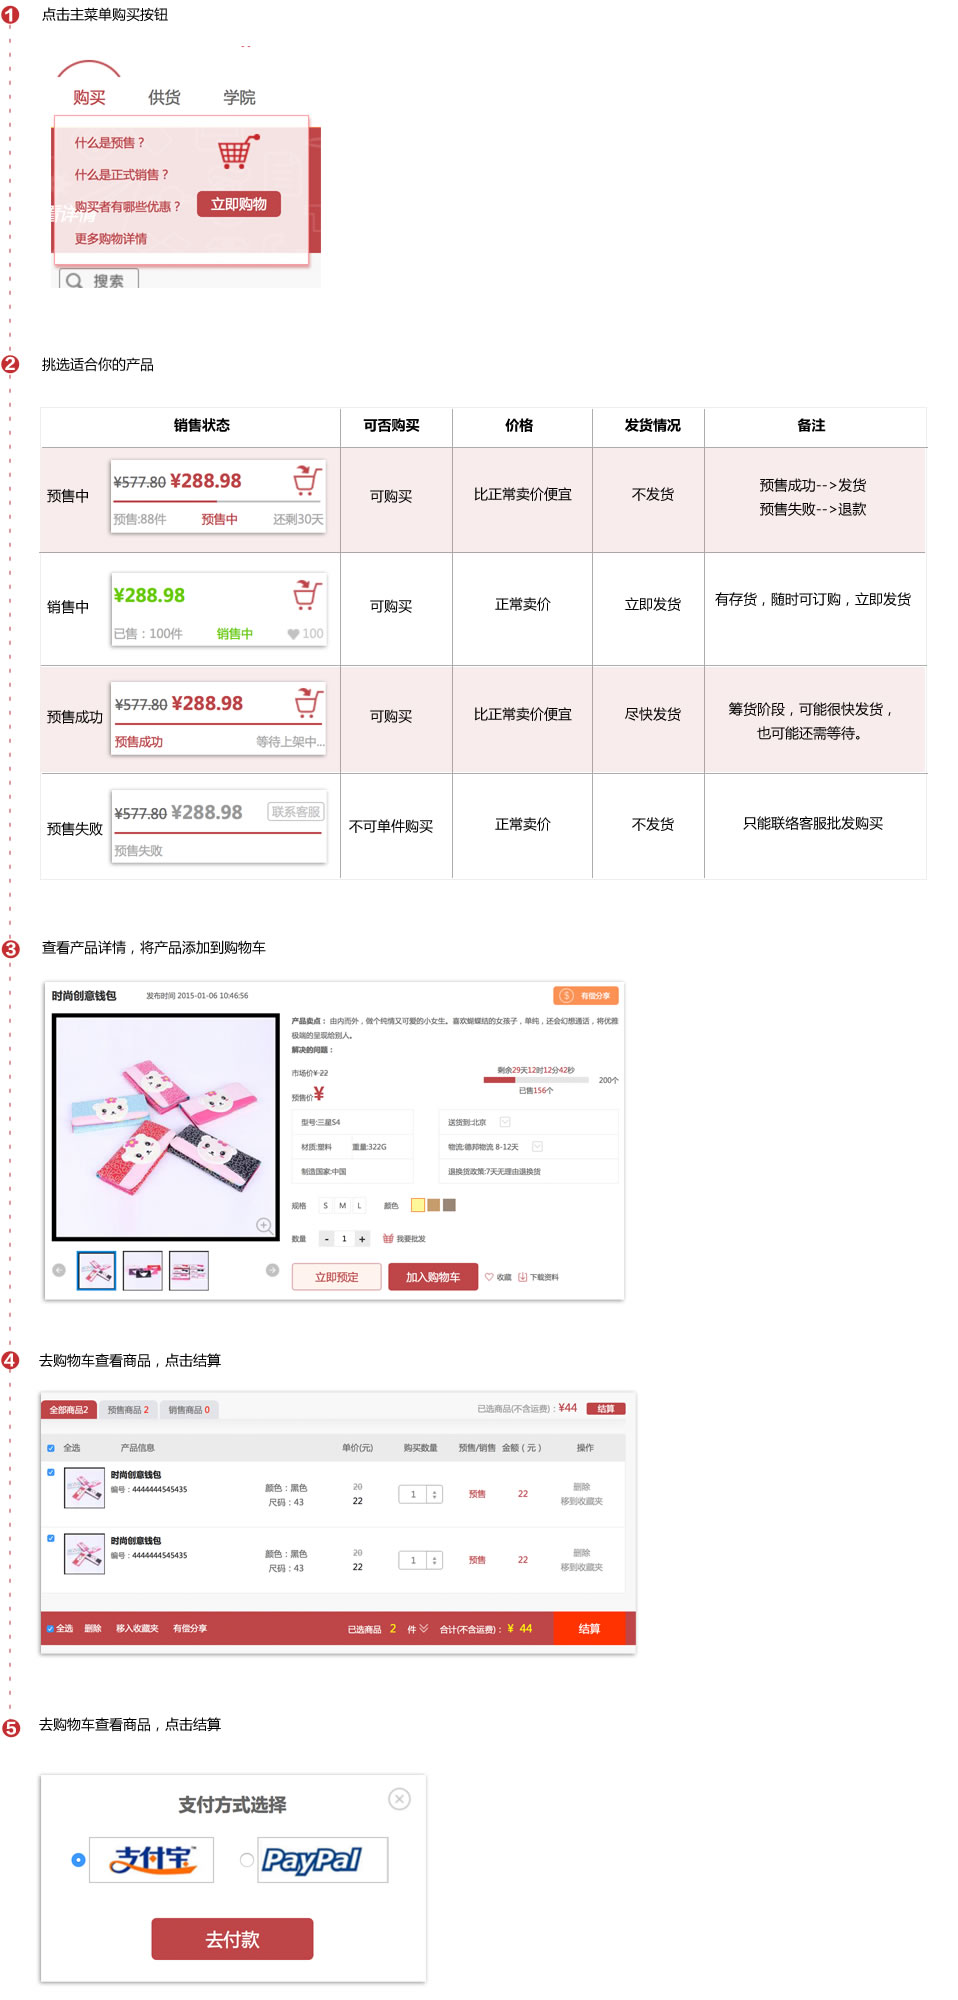 1 点击主菜单购买按钮
购买 供货 学院
什么是预售？
什么是正式销售？
购买者有哪些优惠？ 立即购物
更多购物详情
搜索
2 挑选适合你的产品
销售状态 可否购买 价格 发货情况 备注
预售中 ¥577.80 ¥288.98 预售:88件 预售中 还剩30天 可购买 比正常卖价便宜 不发货 预售成功-->发货
预售失败-->退款
销售中 ¥288.98 已售：100件 销售中 100 可购买 正常卖价 立即发货 有存货，随时可订购，立即发货
预售成功 ¥577.80 ¥288.98 预售成功 等待上架中... 可购买 比正常卖价便宜 尽快发货 筹货阶段，可能很快发货，
也可能还需等待。
预售失败 ¥577.80 ¥288.98 联系客服 预售失败 不可单件购买 正常卖价 不发货 只能联络客服批发购买
3 查看产品详情，将产品添加到购物车
时尚创意钱包 发布时间 2015-01-06 10:46:56 $ 有偿分享
产品卖点： 由内而外，做个纯情又可爱的小女生。喜欢蝴蝶结的女孩子，单纯，还会幻想通话，将优雅
极端的呈现给别人。
解决的问题：
市场价¥ 22 剩余29天12时12分42秒
200个
预售价¥ 已售156个
型号:三星S4 送货到:北京
材质:塑料 重量:322G 物流:德邦物流 8-12天
制造国家:中国 退换货政策:7天无理由退换货
规格 S M L 颜色
数量 - 1 + 我要批发
立即预定 加入购物车 收藏 下载资料
4 去购物车查看商品，点击结算
全部商品2 预售商品 2 销售商品 0 已选商品(不含运费)：¥44 结算
全选 产品信息 单价(元) 购买数量 预售/销售 金额（元） 操作
时尚创意钱包
编号：4444444545435 颜色：黑色 20 删除
尺码：43 22 1 预售 22 移到收藏夹
时尚创意钱包
编号：4444444545435 颜色：黑色 20 删除
尺码：43 22 1 预售 22 移到收藏夹
全选 删除 移入收藏夹 有偿分享 已选商品 2 件 合计(不含运费)：¥ 44 结算
5 去购物车查看商品，点击结算
支付方式选择
支付宝™ PayPal
去付款